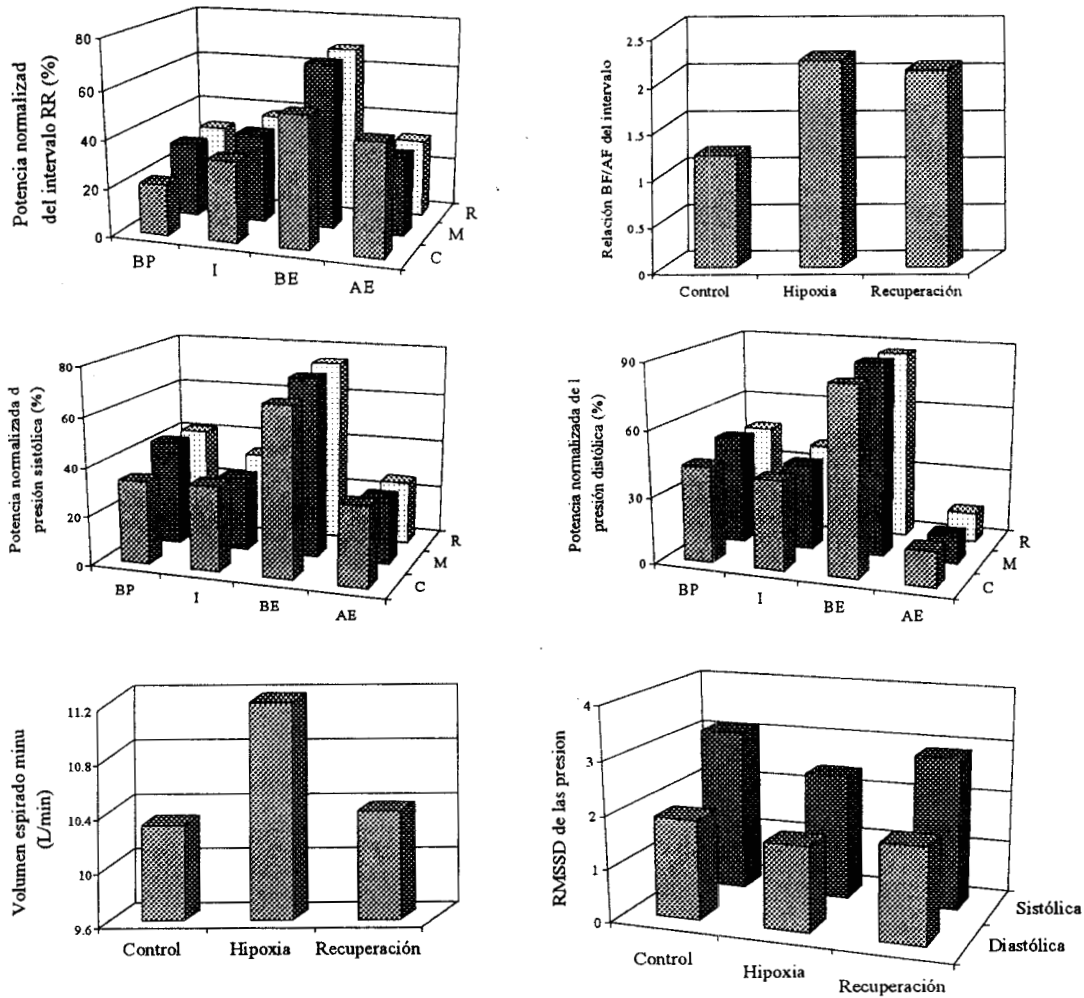 Potencia normalizad
del intervalo RR (%)
80
60
40
20
0
BP
I
BE
AE
C
M
R
Relación BF/AF del intervalo
2.5
2
1.5
1
0.5
0
Control
Hipoxia
Recuperación
Potencia normalizada d
presión sistólica (%)
80
60
40
20
0
BP
I
BE
AE
C
M
R
Potencia normalizada de l
presión distólica (%)
90
60
30
0
BP
I
BE
AE
C
M
R
Volumen espirado minu
(L/min)
11.2
10.8
10.4
10
9.6
Control
Hipoxia
Recuperación
RMSSD de las presion
4
3
2
1
0
Control
Hipoxia
Recuperación
Diastólica
Sistólica